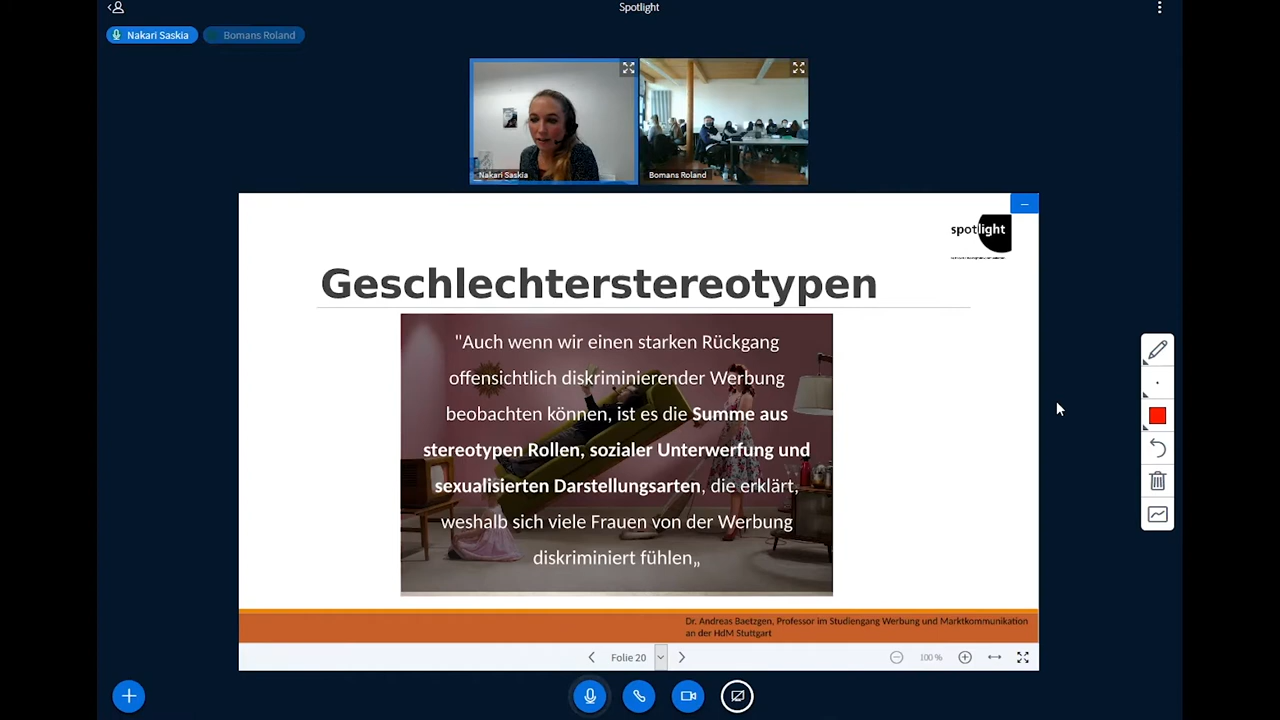 Spotlight
Nakari Saskia
Bomans Roland
Nakari Saskia
Bomans Roland
spotlight
Geschlechterstereotypen
"Auch wenn wir einen starken Rückgang
offensichtlich diskriminierender Werbung
beobachten können, ist es die Summe aus
stereotypen Rollen, sozialer Unterwerfung und
sexualisierten Darstellungsarten, die erklärt,
weshalb sich viele Frauen von der Werbung
diskriminiert fühlen„
Dr. Andreas Baetzgen, Professor im Studiengang Werbung und Marktkommunikation
an der HdM Stuttgart
Folie 20
100 %